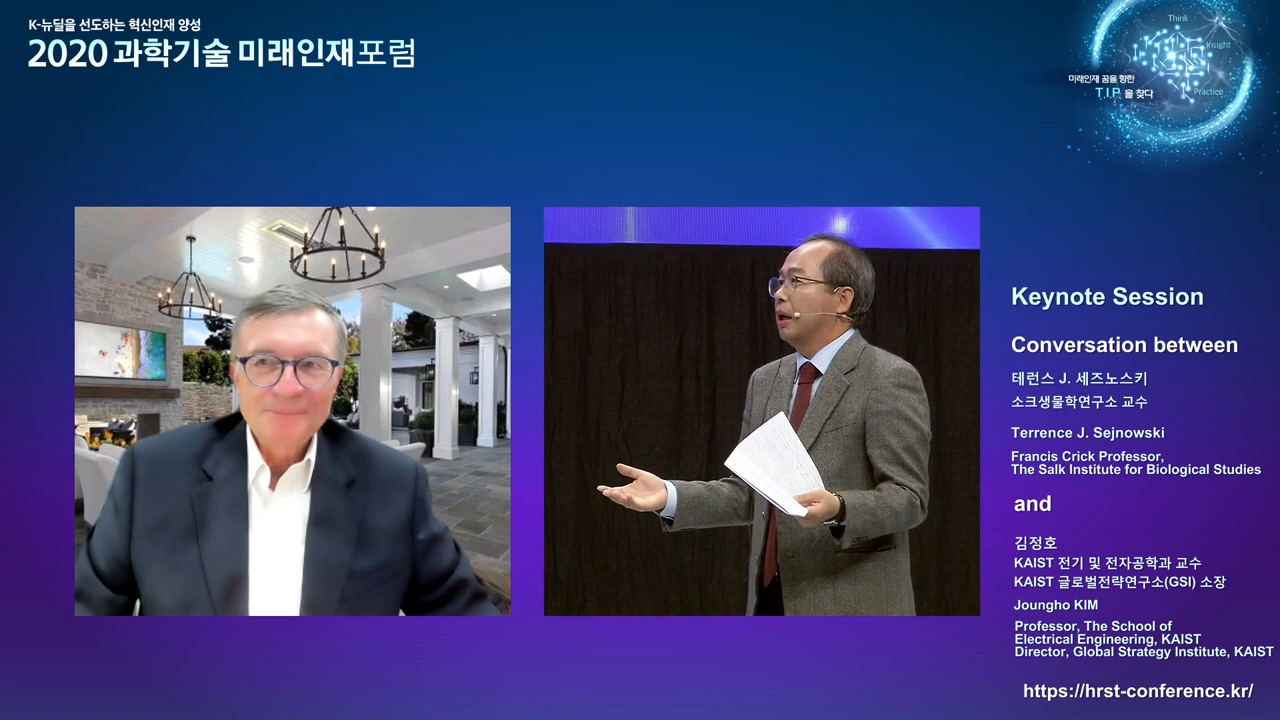 K-뉴딜을 선도하는 혁신인재 양성
2020 과학기술 미래인재포럼
Think
Insight
미래인재 꿈을 향한
T.I.P 을 찾다
Practice
Keynote Session
Conversation between
테런스 J. 세즈노스키
소크생물학연구소 교수
Terrence J. Sejnowski
Francis Crick Professor,
The Salk Institute for Biological Studies
and
김정호
KAIST 전기 및 전자공학과 교수
KAIST 글로벌전략연구소(GSI) 소장
Joungho KIM
Professor, The School of
Electrical Engineering, KAIST
Director, Global Strategy Institute, KAIST
https://hrst-conference.kr/